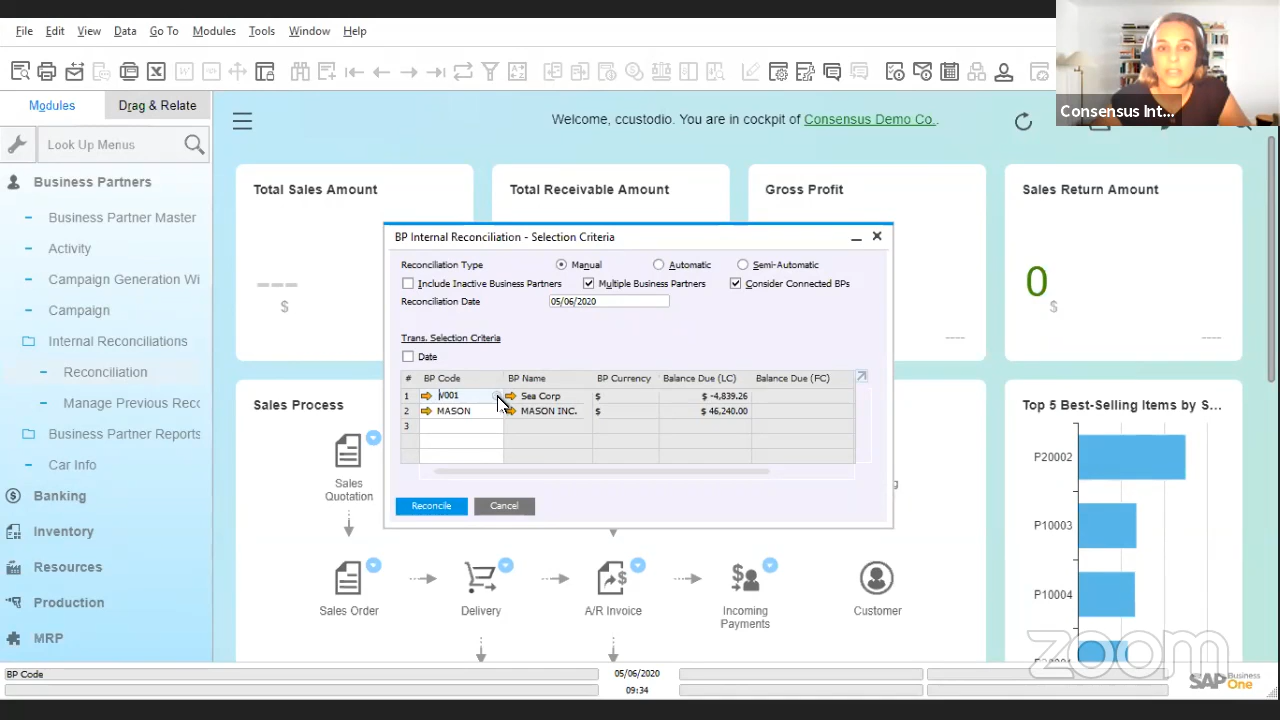 File Edit View Data Go To Modules Tools Window Help
Consensus Int...
Modules Drag & Relate
Welcome, ccustodio. You are in cockpit of Consensus Demo Co. .
Look Up Menus
Business Partners
Business Partner Master
Activity
Campaign Generation Wi
Campaign
Internal Reconciliations
Reconciliation
Manage Previous Rec
Business Partner Reports
Car Info
Banking
Inventory
Resources
Production
MRP
Total Sales Amount
$
Total Receivable Amount
Gross Profit
Sales Return Amount
0
$
BP Internal Reconciliation - Selection Criteria
Reconciliation Type Manual Automatic Semi-Automatic
Include Inactive Business Partners Multiple Business Partners Consider Connected BPs
Reconciliation Date 05/06/2020
Trans. Selection Criteria
Date
# BP Code BP Name BP Currency Balance Due (LC) Balance Due (FC)
1 V001 Sea Corp $ $ -4,839.26
2 MASON MASON INC. $ $ 46,240.00
3
Reconcile Cancel
Sales Process
Sales
Quotation
Sales Order
Delivery
A/R Invoice
Incoming
Payments
Customer
Top 5 Best-Selling Items by S...
P20002
P10003
P10004
zoom
SAP Business
One
BP Code
05/06/2020
09:34